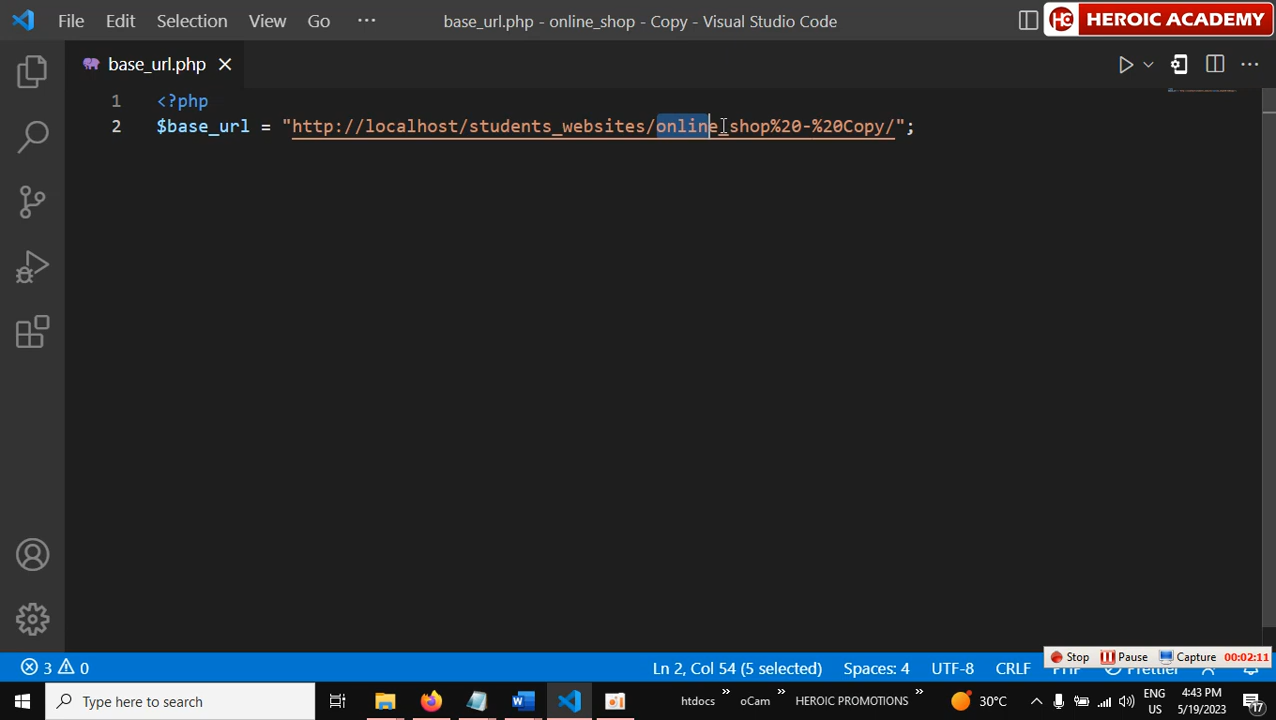 File Edit Selection View Go ··· base_url.php - online_shop - Copy - Visual Studio Code
HEROIC ACADEMY
base_url.php
1 <?php
2 $base_url = "http://localhost/students_websites/online_shop%20-%20Copy/";
Stop Pause Capture 00:02:11
3 0 Ln 2, Col 54 (5 selected) Spaces: 4 UTF-8 CRLF PHP Prettier
Type here to search
htdocs » oCam » HEROIC PROMOTIONS » 30°C
ENG US
4:43 PM
5/19/2023
17